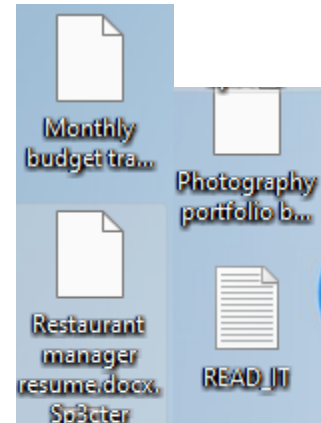 Monthly
budget tra...
Photography
portfolio b...
Restaurant
manager
resume.docx.
Sp3cter
READ_IT